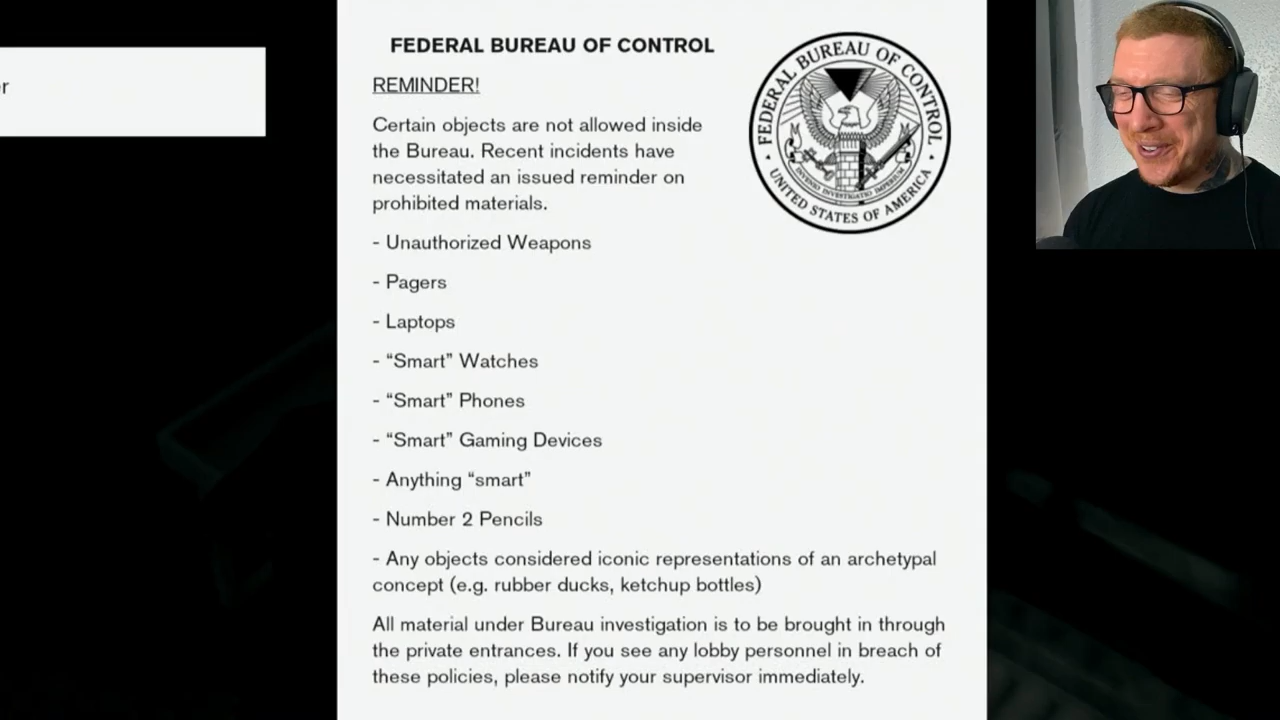 r
FEDERAL BUREAU OF CONTROL
REMINDER!
Certain objects are not allowed inside
the Bureau. Recent incidents have
necessitated an issued reminder on
prohibited materials.
- Unauthorized Weapons
- Pagers
- Laptops
- “Smart” Watches
- “Smart” Phones
- “Smart” Gaming Devices
- Anything “smart”
- Number 2 Pencils
- Any objects considered iconic representations of an archetypal
concept (e.g. rubber ducks, ketchup bottles)
All material under Bureau investigation is to be brought in through
the private entrances. If you see any lobby personnel in breach of
these policies, please notify your supervisor immediately.
FEDERAL BUREAU OF CONTROL
INVENIO INVESTIGATIO IMPERIUM
• UNITED STATES OF AMERICA •